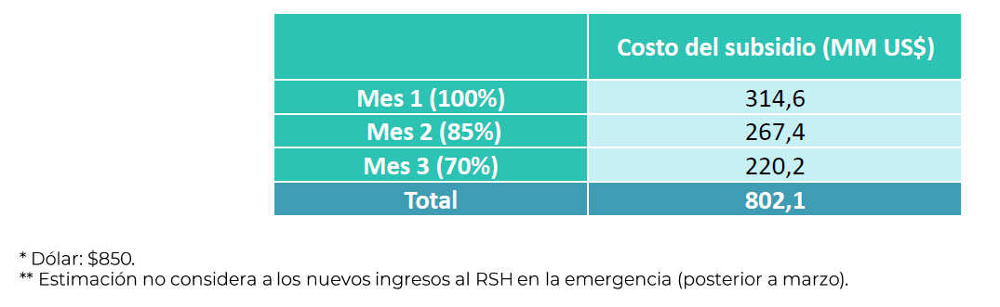 Costo del subsidio (MM US$)
Mes 1 (100%) 314,6
Mes 2 (85%) 267,4
Mes 3 (70%) 220,2
Total 802,1
* Dólar: $850.
** Estimación no considera a los nuevos ingresos al RSH en la emergencia (posterior a marzo).